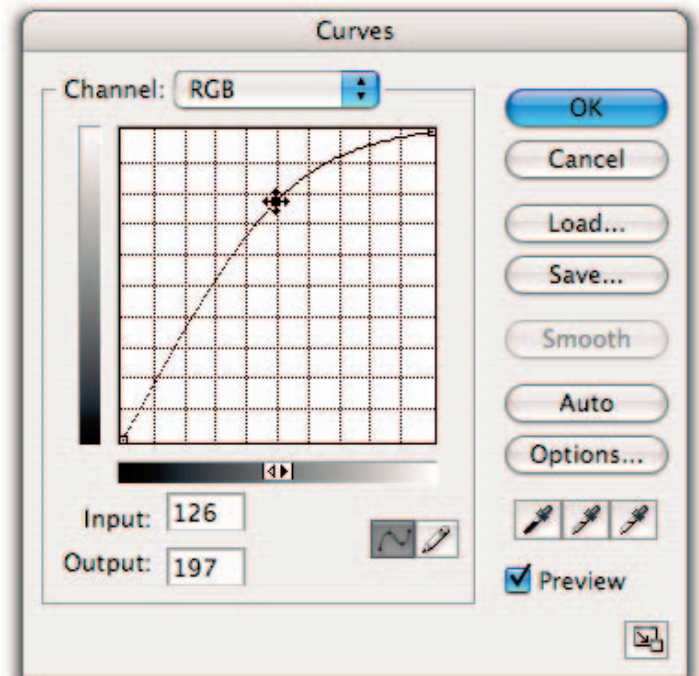 Curves
Channel: RGB
OK
Cancel
Load...
Save...
Smooth
Auto
Options...
Input: 126
Output: 197
Preview